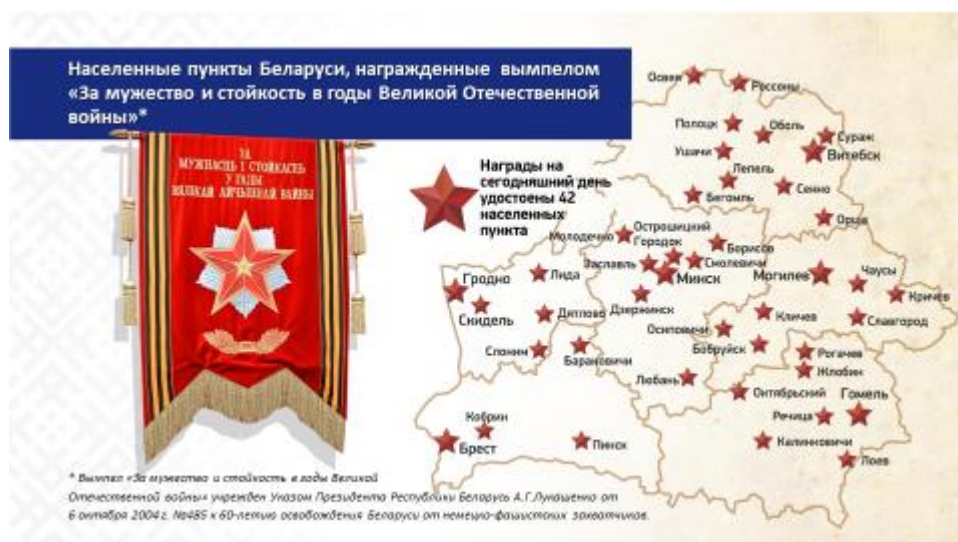 Населенные пункты Беларуси, награжденные вымпелом
«За мужество и стойкость в годы Великой Отечественной
войны»*
ЗА
МУЖНАСЦЬ І СТОЙКАСЦЬ
У ГАДЫ
ВЯЛІКАЙ АЙЧЫННАЙ ВАЙНЫ
Награды на
сегодняшний день
удостоены 42
населенных
пункта
Освея
Россоны
Полоцк
Оболь
Сураж
Ушачи
Витебск
Лепель
Бегомль
Сенно
Орша
Молодечно
Острошицкий
Городок
Борисов
Заславль
Смолевичи
Минск
Могилев
Чаусы
Кричев
Гродно
Лида
Скидель
Дятлово
Дзержинск
Кличев
Славгород
Осиповичи
Слоним
Барановичи
Бобруйск
Рогачев
Жлобин
Любань
Октябрьский
Гомель
Речица
Кобрин
Брест
Пинск
Калинковичи
Лоев
* Вымпел «За мужество и стойкость в годы Великой
Отечественной войны» учрежден Указом Президента Республики Беларусь А.Г.Лукашенко от
6 октября 2004 г. №485 к 60-летию освобождения Беларуси от немецко-фашистских захватчиков.